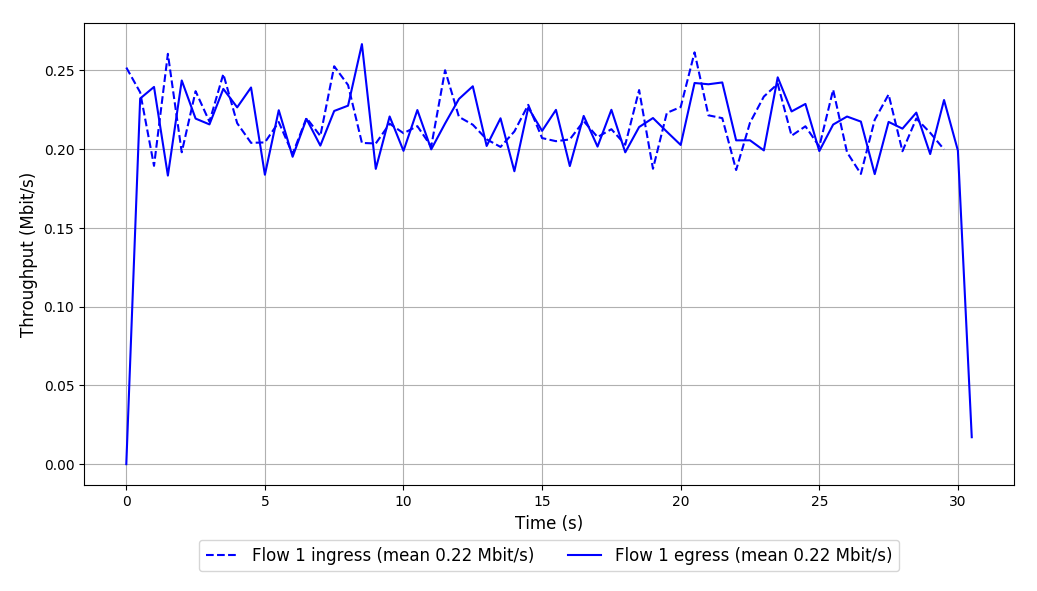 0.25
0.20
0.15
0.10
0.05
0.00
Throughput (Mbit/s)
0 5 10 15 20 25 30
Time (s)
Flow 1 ingress (mean 0.22 Mbit/s) Flow 1 egress (mean 0.22 Mbit/s)